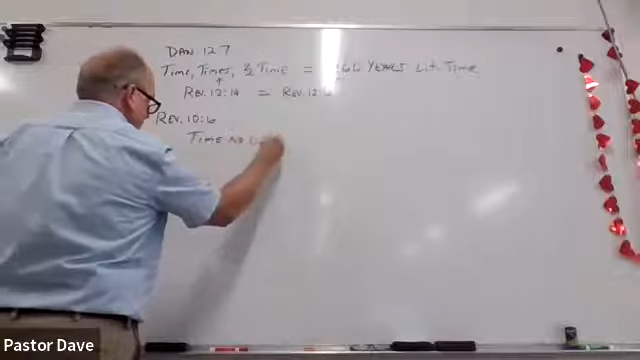 DAN. 12 7
TIME, TIMES, ½ TIME = YEARS LIT. TIME
REV. 12:14 = REV. 12:6
REV. 10:6
TIME NO
Pastor Dave